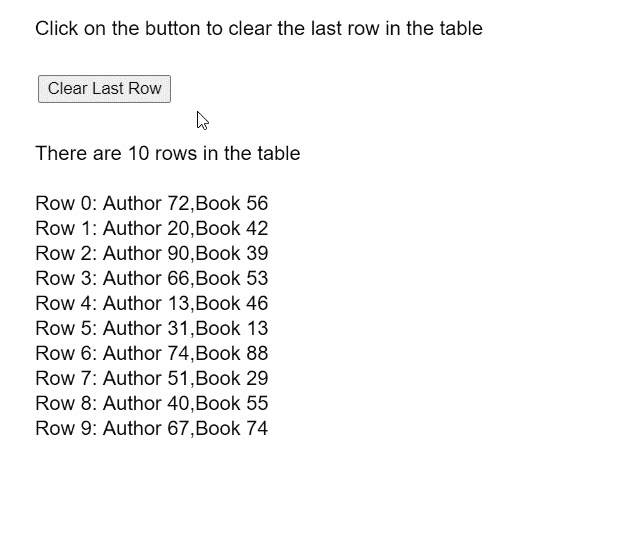 Click on the button to clear the last row in the table
Clear Last Row
There are 10 rows in the table
Row 0: Author 72,Book 56
Row 1: Author 20,Book 42
Row 2: Author 90,Book 39
Row 3: Author 66,Book 53
Row 4: Author 13,Book 46
Row 5: Author 31,Book 13
Row 6: Author 74,Book 88
Row 7: Author 51,Book 29
Row 8: Author 40,Book 55
Row 9: Author 67,Book 74